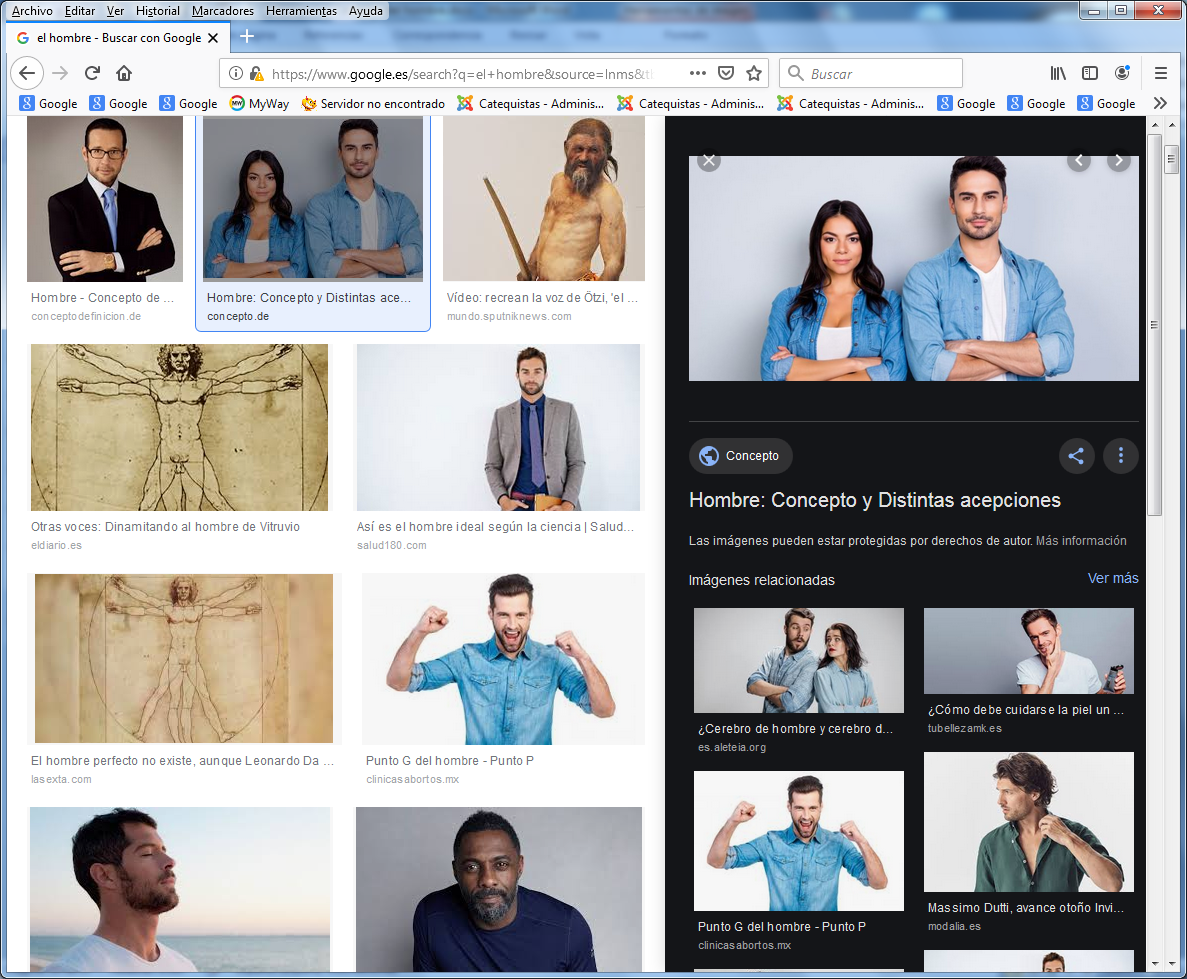 Archivo Editar Ver Historial Marcadores Herramientas Ayuda
el hombre - Buscar con Google
https://www.google.es/search?q=el+hombre&source=lnms&t
Buscar
Google Google Google MyWay Servidor no encontrado Catequistas - Adminis... Catequistas - Adminis... Catequistas - Adminis... Google Google Google
Hombre - Concepto de ...
conceptodefinicion.de
Hombre: Concepto y Distintas ace...
concepto.de
Vídeo: recrean la voz de Ötzi, 'el ...
mundo.sputniknews.com
Otras voces: Dinamitando al hombre de Vitruvio
eldiario.es
Así es el hombre ideal según la ciencia | Salud...
salud180.com
El hombre perfecto no existe, aunque Leonardo Da ...
lasexta.com
Punto G del hombre - Punto P
clinicasabortos.mx
Concepto
Hombre: Concepto y Distintas acepciones
Las imágenes pueden estar protegidas por derechos de autor. Más información
Imágenes relacionadas
Ver más
¿Cerebro de hombre y cerebro d...
es.aleteia.org
¿Cómo debe cuidarse la piel un ...
tubellezamk.es
Punto G del hombre - Punto P
clinicasabortos.mx
Massimo Dutti, avance otoño Invi...
modalia.es